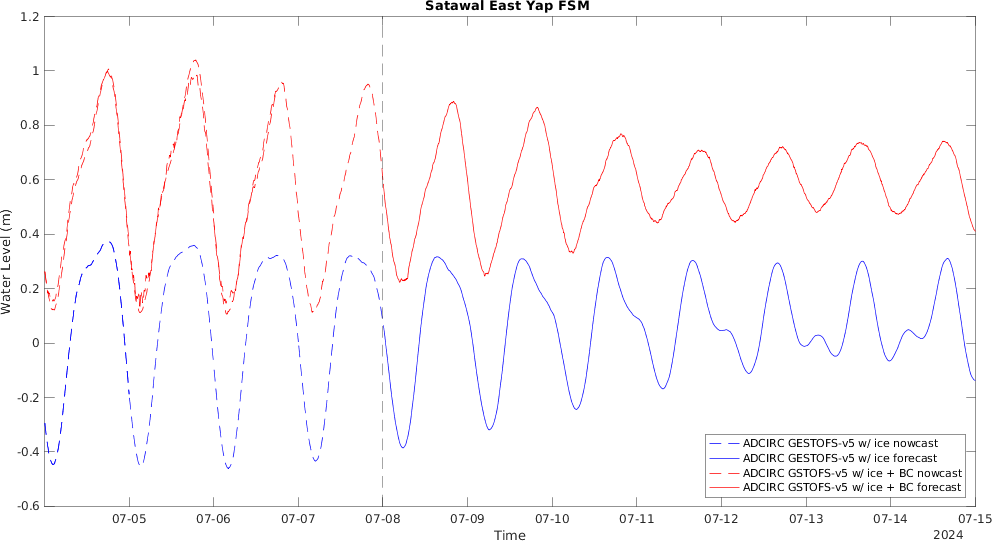 Satawal East Yap FSM
1.2
1
0.8
0.6
0.4
0.2
0
-0.2
-0.4
-0.6
Water Level (m)
ADCIRC GESTOFS-v5 w/ ice nowcast
ADCIRC GESTOFS-v5 w/ ice forecast
ADCIRC GSTOFS-v5 w/ ice + BC nowcast
ADCIRC GSTOFS-v5 w/ ice + BC forecast
07-05 07-06 07-07 07-08 07-09 07-10 07-11 07-12 07-13 07-14 07-15
Time
2024